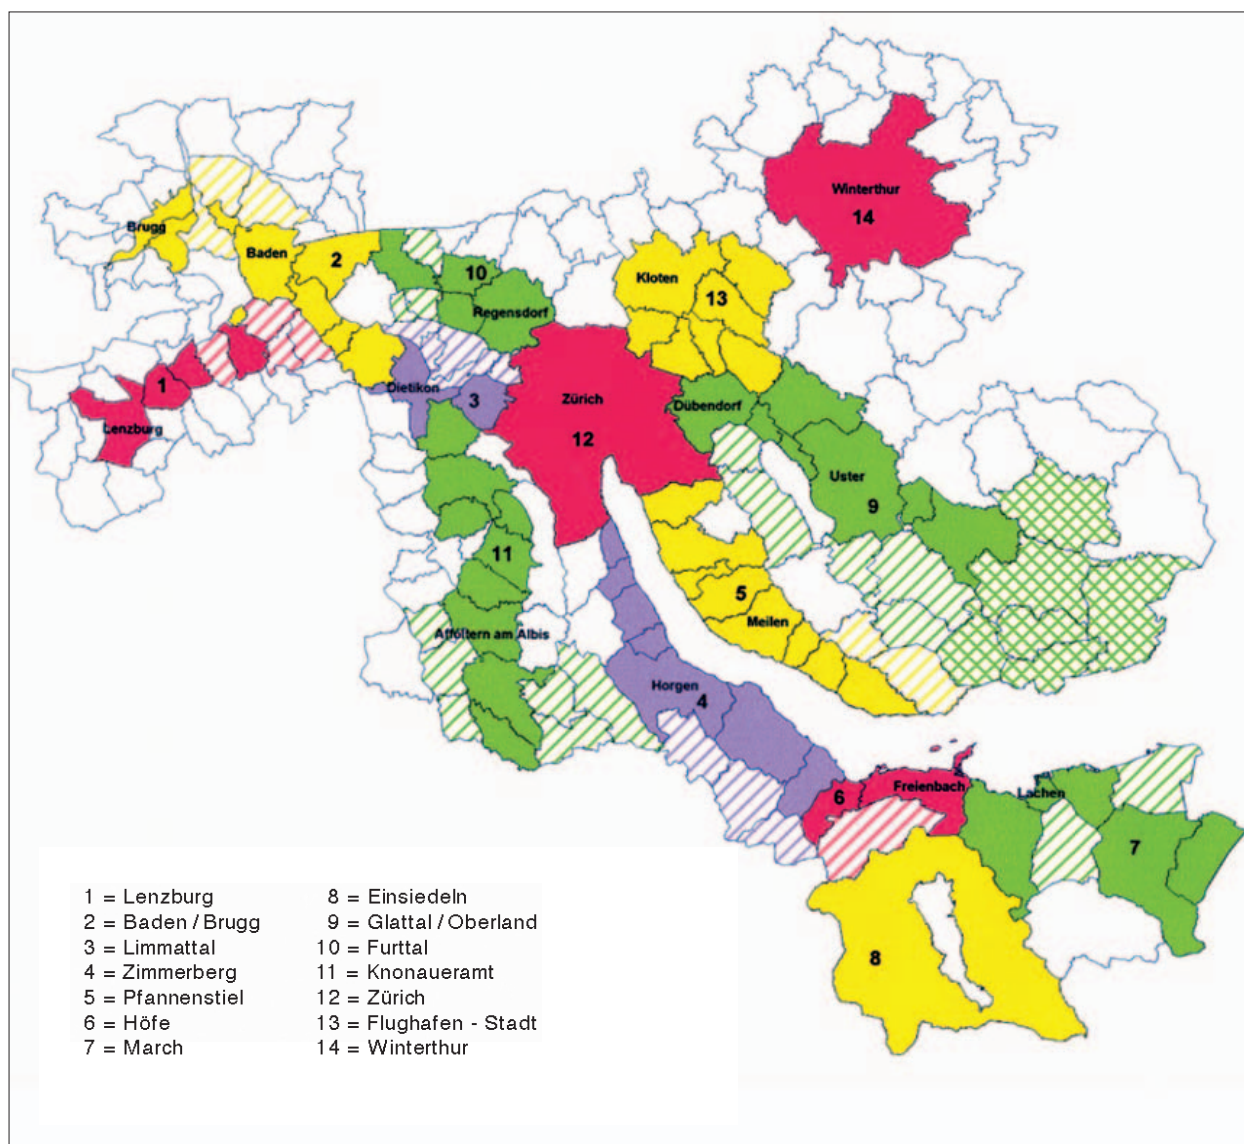 Winterthur
14
Brugg
Baden
2
10
Kloten
13
Regensdorf
1
Dietikon
3
Zürich
12
Dübendorf
Lenzburg
Uster
9
11
5
Meilen
Affoltern am Albis
Horgen
4
6
Freienbach
Lachen
7
8
1 = Lenzburg
2 = Baden / Brugg
3 = Limmattal
4 = Zimmerberg
5 = Pfannenstiel
6 = Höfe
7 = March
8 = Einsiedeln
9 = Glattal / Oberland
10 = Furttal
11 = Knonaueramt
12 = Zürich
13 = Flughafen - Stadt
14 = Winterthur